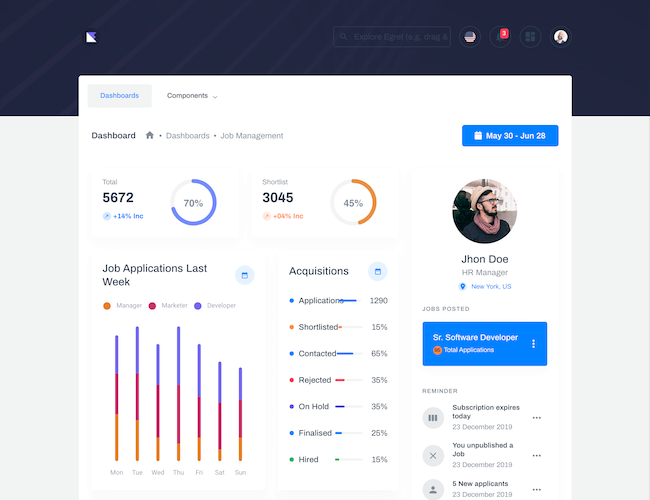 Explore Egret (e.g. drag &
3
Dashboards
Components
Dashboard • Dashboards • Job Management
May 30 - Jun 28
Total
5672
+14% Inc
70%
Shortlist
3045
+04% Inc
45%
Job Applications Last
Week
Manager
Marketer
Developer
Mon Tue Wed Thu Fri Sat Sun
Acquisitions
Applications 1290
Shortlisted 15%
Contacted 65%
Rejected 35%
On Hold 35%
Finalised 25%
Hired 15%
Jhon Doe
HR Manager
New York, US
JOBS POSTED
Sr. Software Developer
Total Applications
REMINDER
Subscription expires
today
23 December 2019
You unpublished a
Job
23 December 2019
5 New applicants
23 December 2019